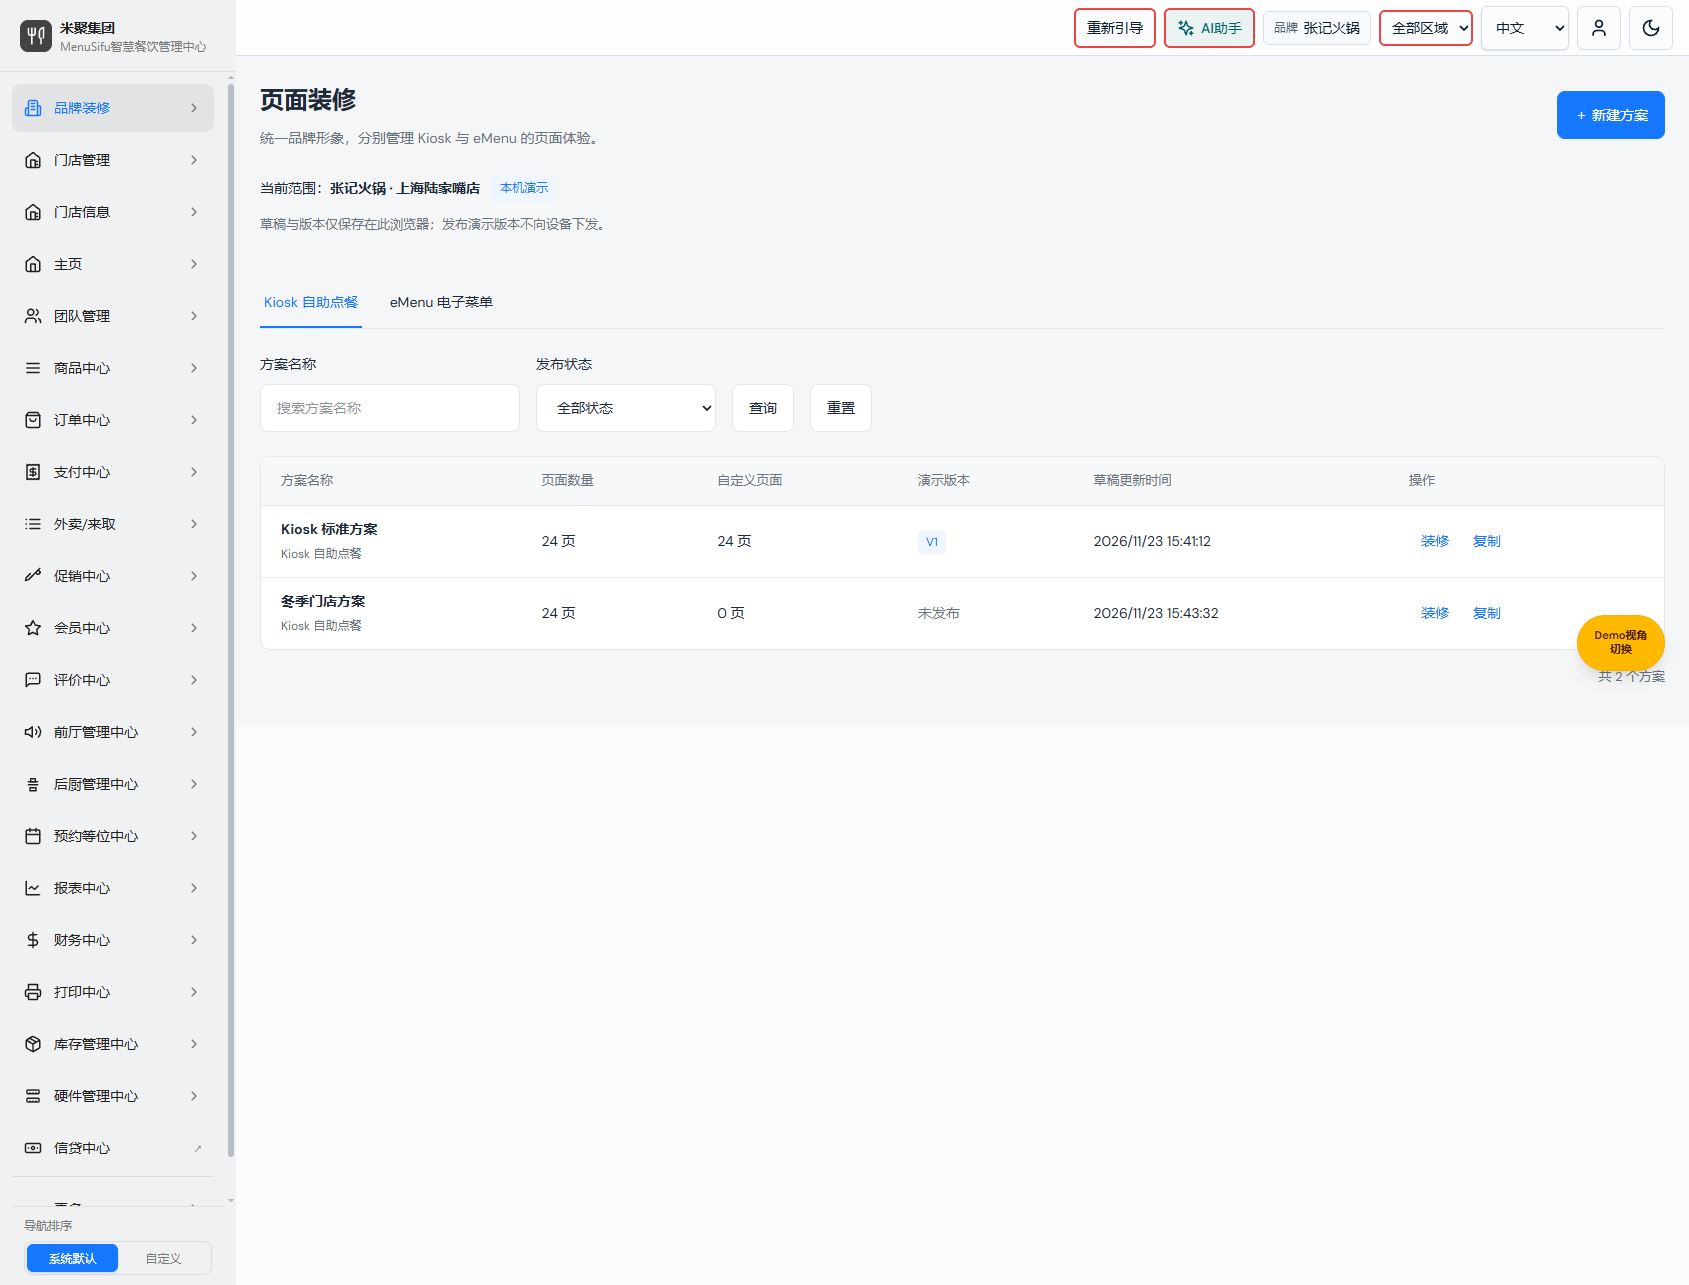 米聚集团
MenuSifu智慧餐饮管理中心
重新引导
AI助手
品牌 张记火锅
全部区域
中文
品牌装修
门店管理
门店信息
主页
团队管理
商品中心
订单中心
支付中心
外卖/来取
促销中心
会员中心
评价中心
前厅管理中心
后厨管理中心
预约等位中心
报表中心
财务中心
打印中心
库存管理中心
硬件管理中心
信贷中心
导航排序
系统默认
自定义
页面装修
统一品牌形象，分别管理 Kiosk 与 eMenu 的页面体验。
+ 新建方案
当前范围：张记火锅 · 上海陆家嘴店 本机演示
草稿与版本仅保存在此浏览器；发布演示版本不向设备下发。
Kiosk 自助点餐
eMenu 电子菜单
方案名称
发布状态
搜索方案名称
全部状态
查询
重置
方案名称 页面数量 自定义页面 演示版本 草稿更新时间 操作
Kiosk 标准方案
Kiosk 自助点餐
24 页 24 页 V1 2026/11/23 15:41:12 装修 复制
冬季门店方案
Kiosk 自助点餐
24 页 0 页 未发布 2026/11/23 15:43:32 装修 复制
Demo视角
切换
共 2 个方案